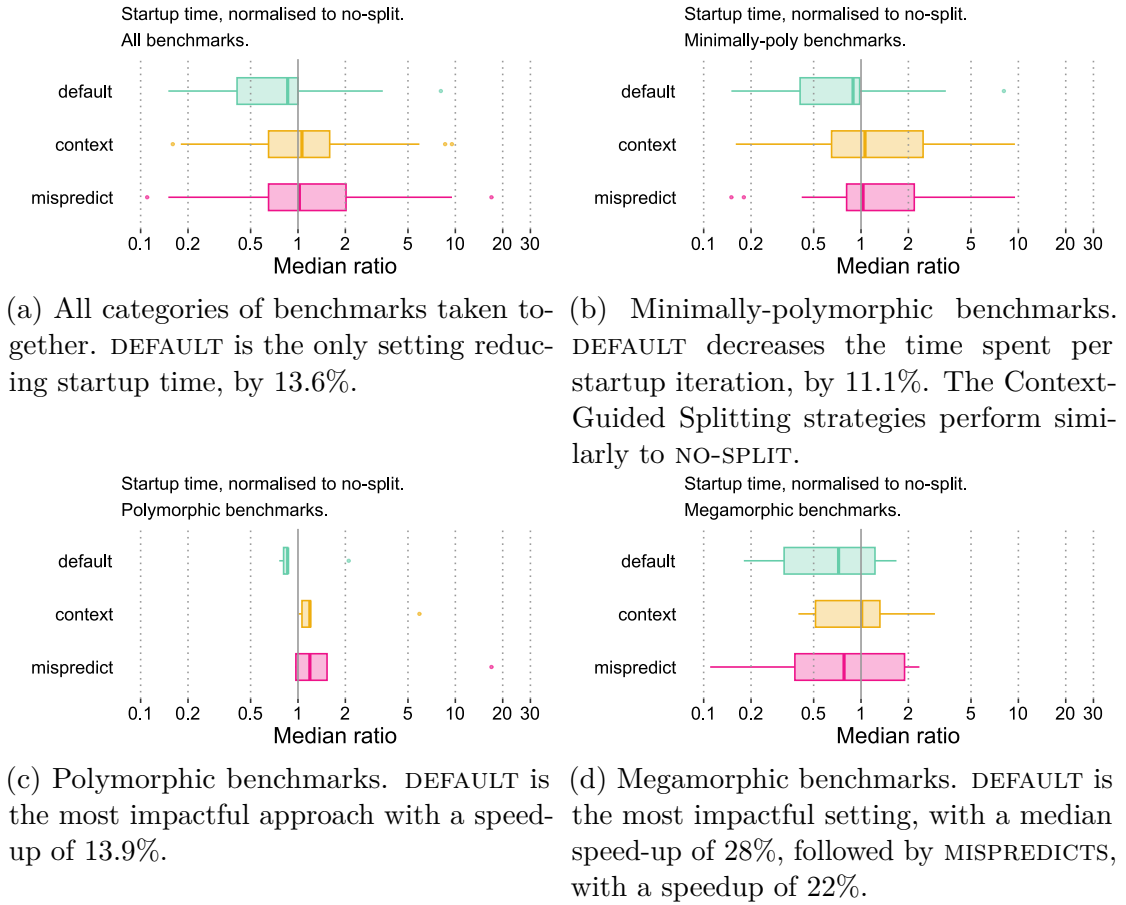 Startup time, normalised to no-split.
All benchmarks.
default
context
mispredict
0.1 0.2 0.5 1 2 5 10 20 30
Median ratio
(a) All categories of benchmarks taken to-
gether. DEFAULT is the only setting reduc-
ing startup time, by 13.6%.
Startup time, normalised to no-split.
Minimally-poly benchmarks.
default
context
mispredict
0.1 0.2 0.5 1 2 5 10 20 30
Median ratio
(b) Minimally-polymorphic benchmarks.
DEFAULT decreases the time spent per
startup iteration, by 11.1%. The Context-
Guided Splitting strategies perform simi-
larly to NO-SPLIT.
Startup time, normalised to no-split.
Polymorphic benchmarks.
default
context
mispredict
0.1 0.2 0.5 1 2 5 10 20 30
Median ratio
(c) Polymorphic benchmarks. DEFAULT is
the most impactful approach with a speed-
up of 13.9%.
Startup time, normalised to no-split.
Megamorphic benchmarks.
default
context
mispredict
0.1 0.2 0.5 1 2 5 10 20 30
Median ratio
(d) Megamorphic benchmarks. DEFAULT is
the most impactful setting, with a median
speed-up of 28%, followed by MISPREDICTS,
with a speedup of 22%.